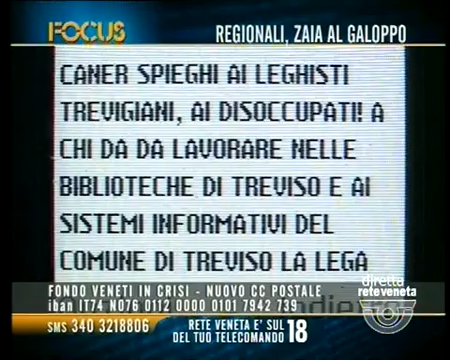 FOCUS
REGIONALI, ZAIA AL GALOPPO
CANER SPIEGHI AI LEGHISTI
TREVIGIANI, AI DISOCCUPATI! A
CHI DA DA LAVORARE NELLE
BIBLIOTECHE DI TREVISO E AI
SISTEMI INFORMATIVI DEL
COMUNE DI TREVISO LA LEGA
diretta
reteveneta
FONDO VENETI IN CRISI - NUOVO CC POSTALE
iban IT74 N076 0112 0000 0101 7942 739
SMS 340 3218806
RETE VENETA E' SUL 18
DEL TUO TELECOMANDO